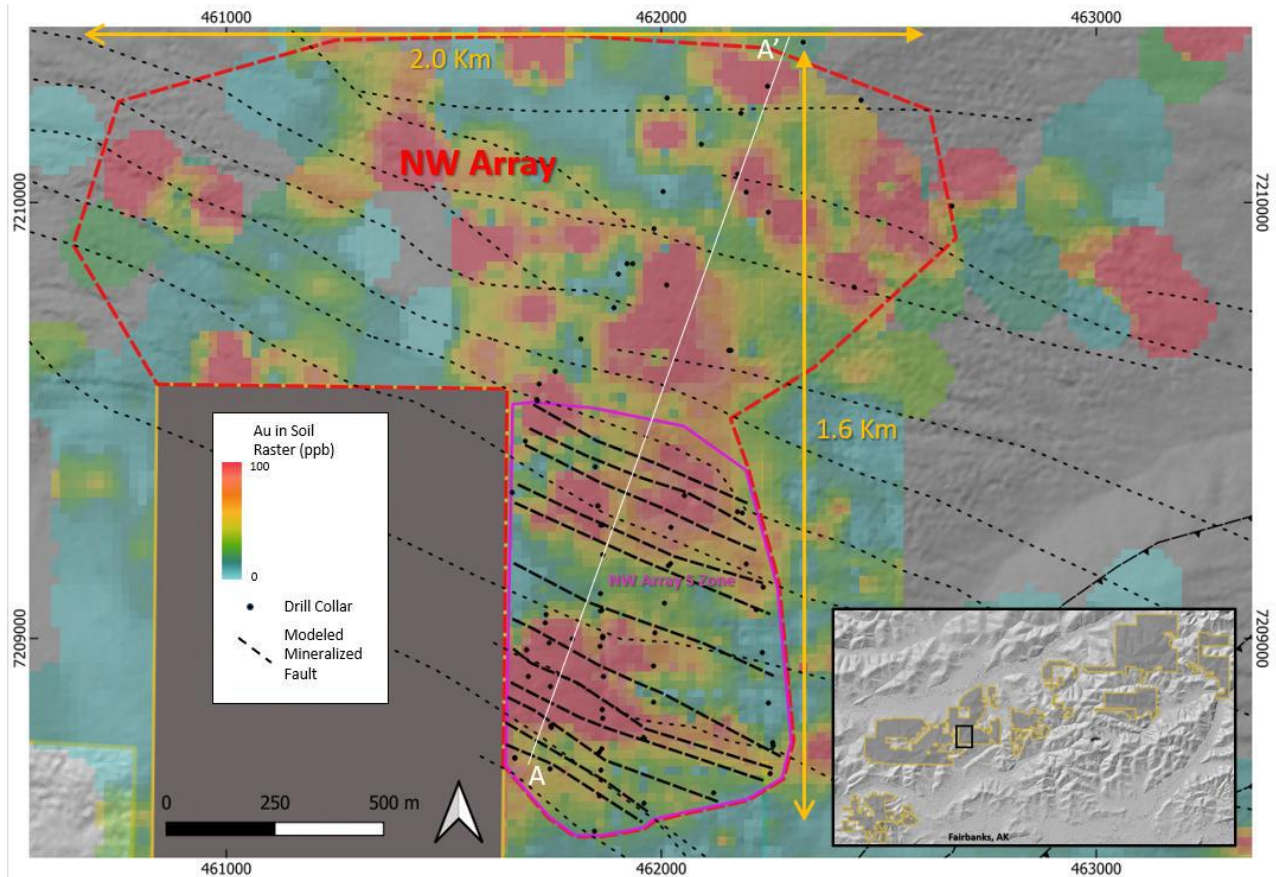 461000
462000
463000
A'
2.0 Km
NW Array
7210000
7210000
1.6 Km
Au in Soil
Raster (ppb)
100
0
Drill Collar
Modeled
Mineralized
Fault
NW Array S Zone
7209000
7209000
A
0
250
500 m
Fairbanks, AK
461000
462000
463000